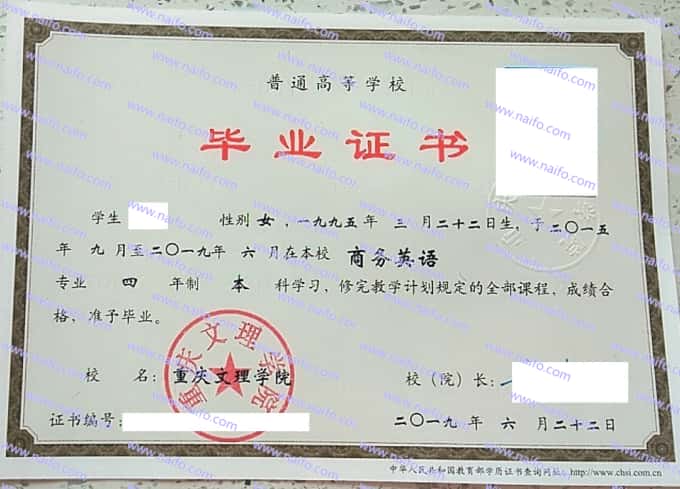 普通高等学校
毕业证书
学生 性别 女，一九九五年 三 月二十二日生，于二〇一五
年 九 月至二〇一九年 六 月在本校 商务英语
专业 四 年制 本 科学习，修完教学计划规定的全部课程，成绩合
格，准予毕业。
校 名：重庆文理学院
校（院）长：
重庆文理学院
证书编号：
二〇一九 年 六 月二十二日
中华人民共和国教育部学历证书查询网址：http://www.chsi.com.cn
www.naifo.com